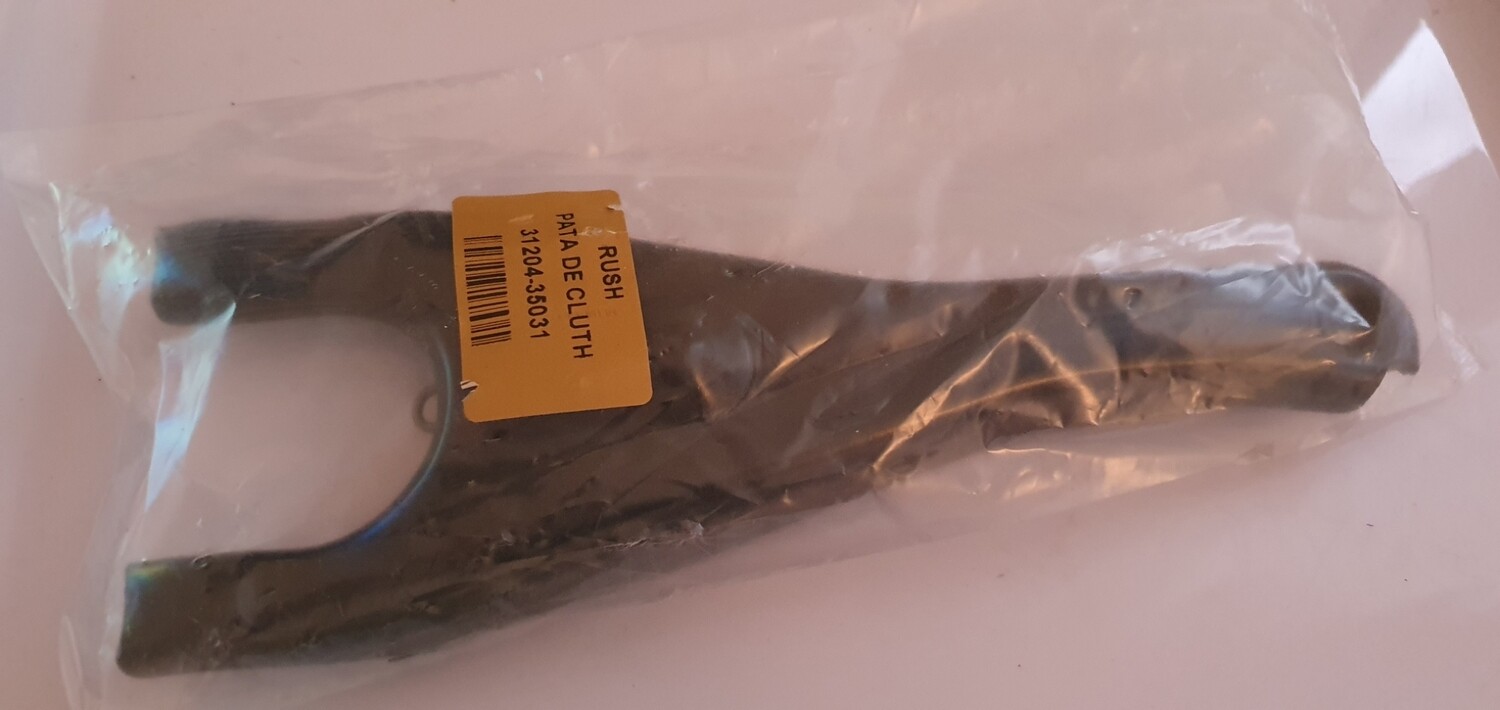 RUSH
PATA DE CLUTH
31204-35031